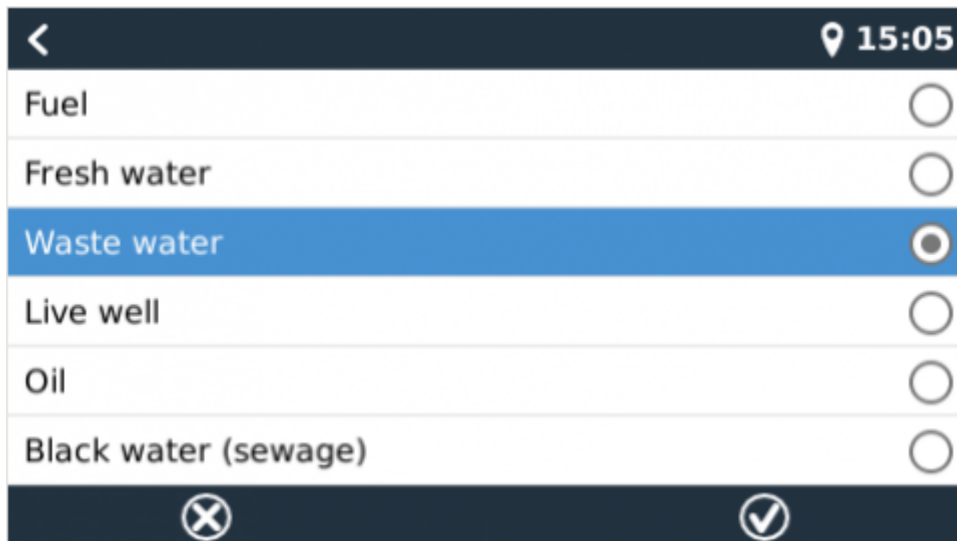 15:05
Fuel
Fresh water
Waste water
Live well
Oil
Black water (sewage)